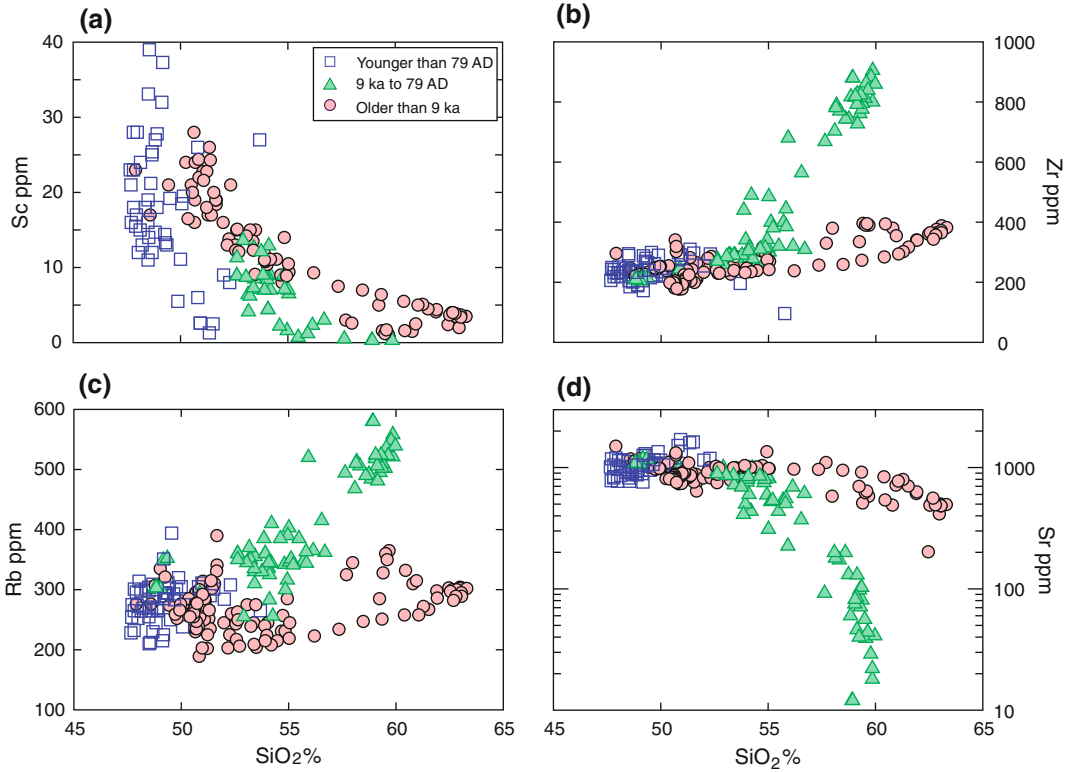 (a)
(b)
40
30
20
10
0
Sc ppm
Younger than 79 AD
9 ka to 79 AD
Older than 9 ka
1000
800
600
400
200
0
Zr ppm
(c)
(d)
600
500
400
300
200
100
Rb ppm
45 50 55 60 65
SiO2%
1000
100
10
Sr ppm
45 50 55 60 65
SiO2%